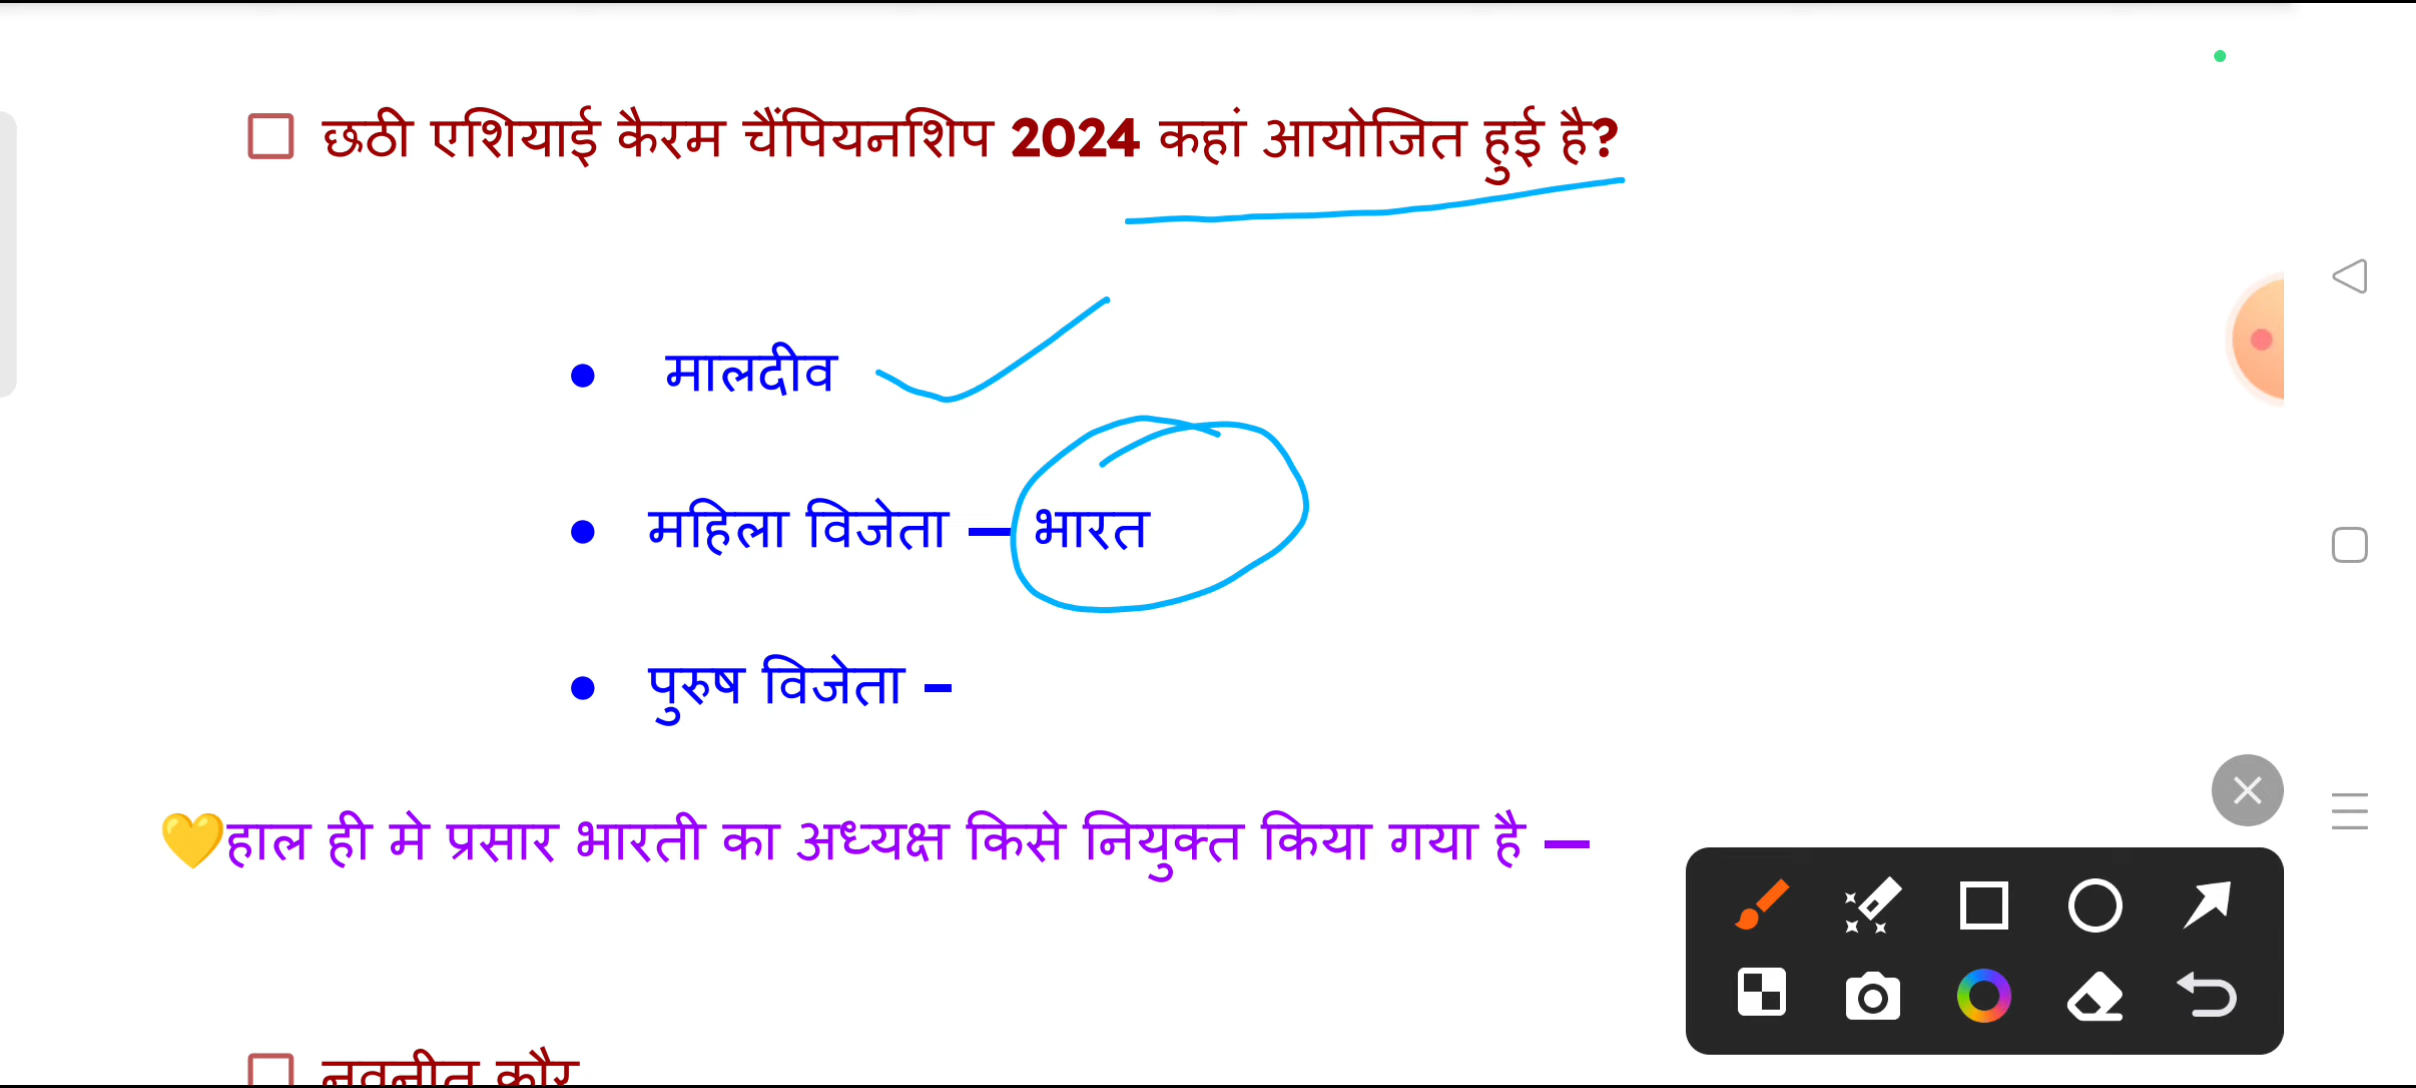 छठी एशियाई कैरम चैंपियनशिप 2024 कहां आयोजित हुई है?
मालदीव
महिला विजेता — भारत
पुरुष विजेता –
💛हाल ही मे प्रसार भारती का अध्यक्ष किसे नियुक्त किया गया है —
नवनीत कौर